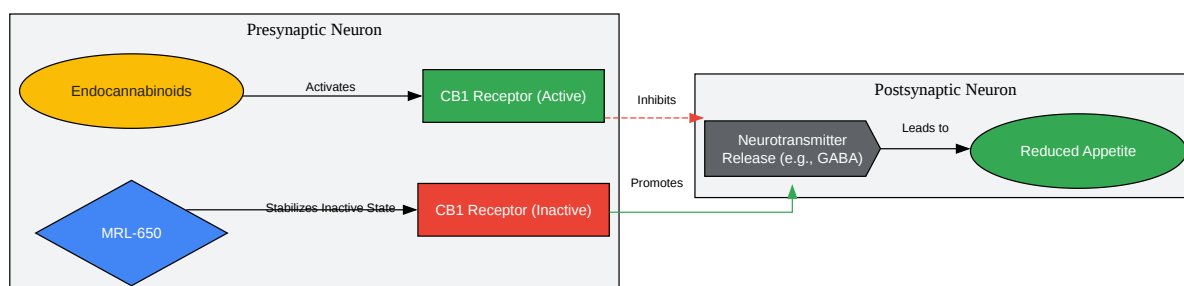 Presynaptic Neuron
Endocannabinoids
Activates
CB1 Receptor (Active)
Inhibits
Postsynaptic Neuron
Neurotransmitter
Release (e.g., GABA)
Leads to
Reduced Appetite
MRL-650
Stabilizes Inactive State
CB1 Receptor (Inactive)
Promotes